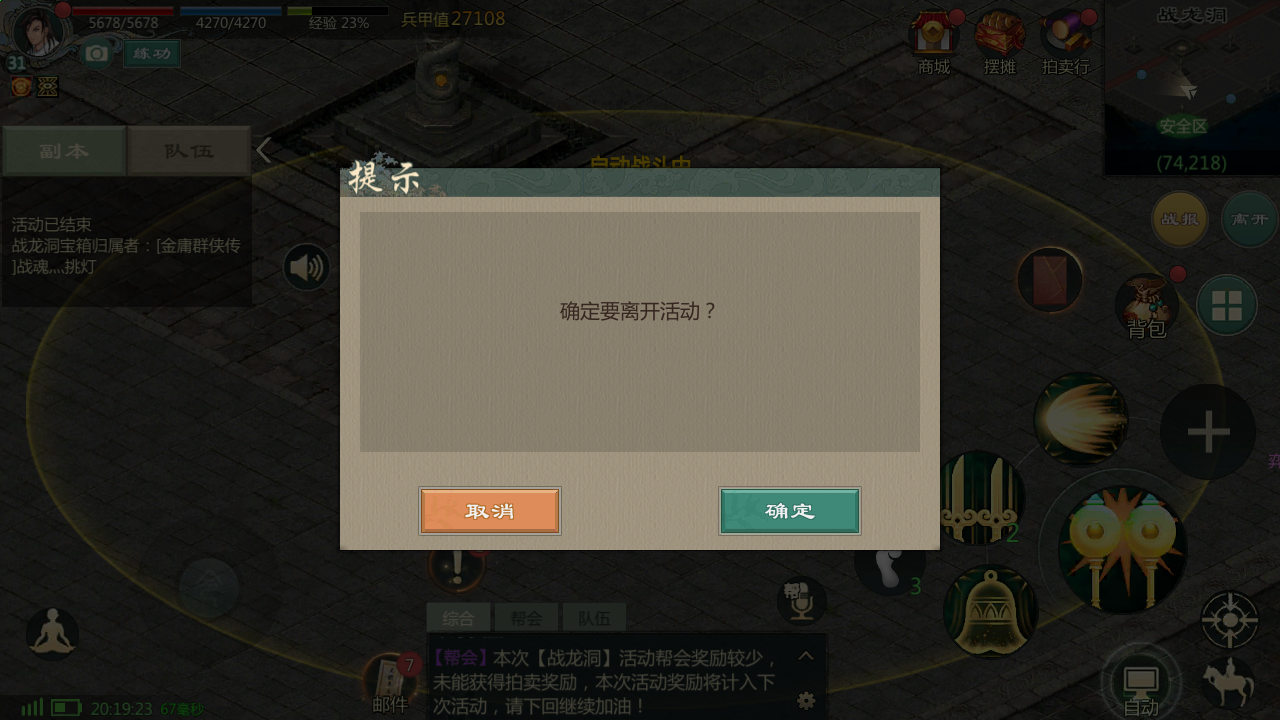 5678/5678
4270/4270
经验 23%
兵甲值27108
31
练功
商城
摆摊
拍卖行
战龙洞
安全区
(74,218)
副本
队伍
自动战斗中
提示
活动已结束
战龙洞宝箱归属者：[金庸群侠传
]战魂灬挑灯
战报
离开
背包
确定要离开活动？
取消
确定
2
3
综合
帮会
队伍
帮
【帮会】本次【战龙洞】活动帮会奖励较少，
未能获得拍卖奖励，本次活动奖励将计入下
次活动，请下回继续加油！
7
邮件
自动
20:19:23
67毫秒